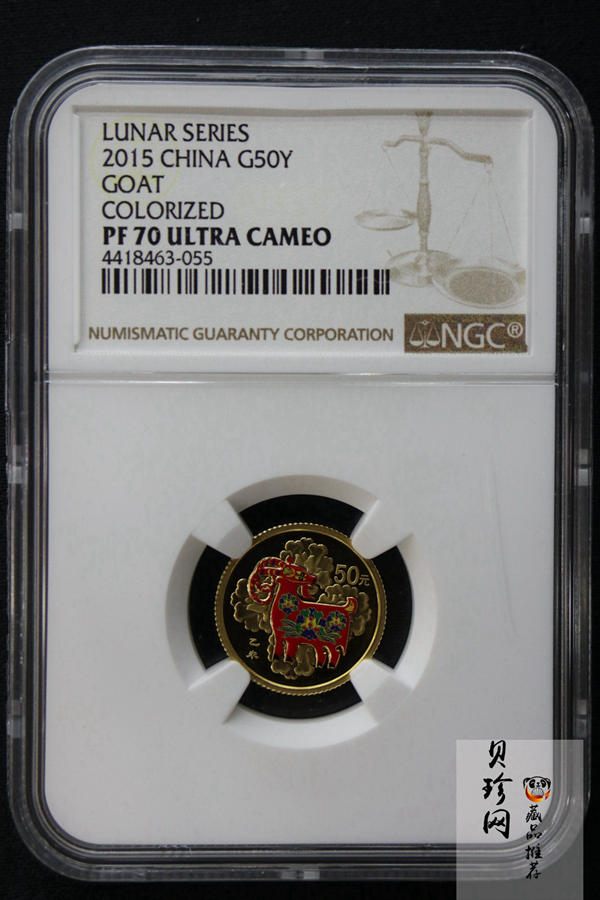 LUNAR SERIES
2015 CHINA G50Y
GOAT
COLORIZED
PF 70 ULTRA CAMEO
4418463-055
NUMISMATIC GUARANTY CORPORATION
NGC®
50元
乙未
贝珍网
藏品推荐